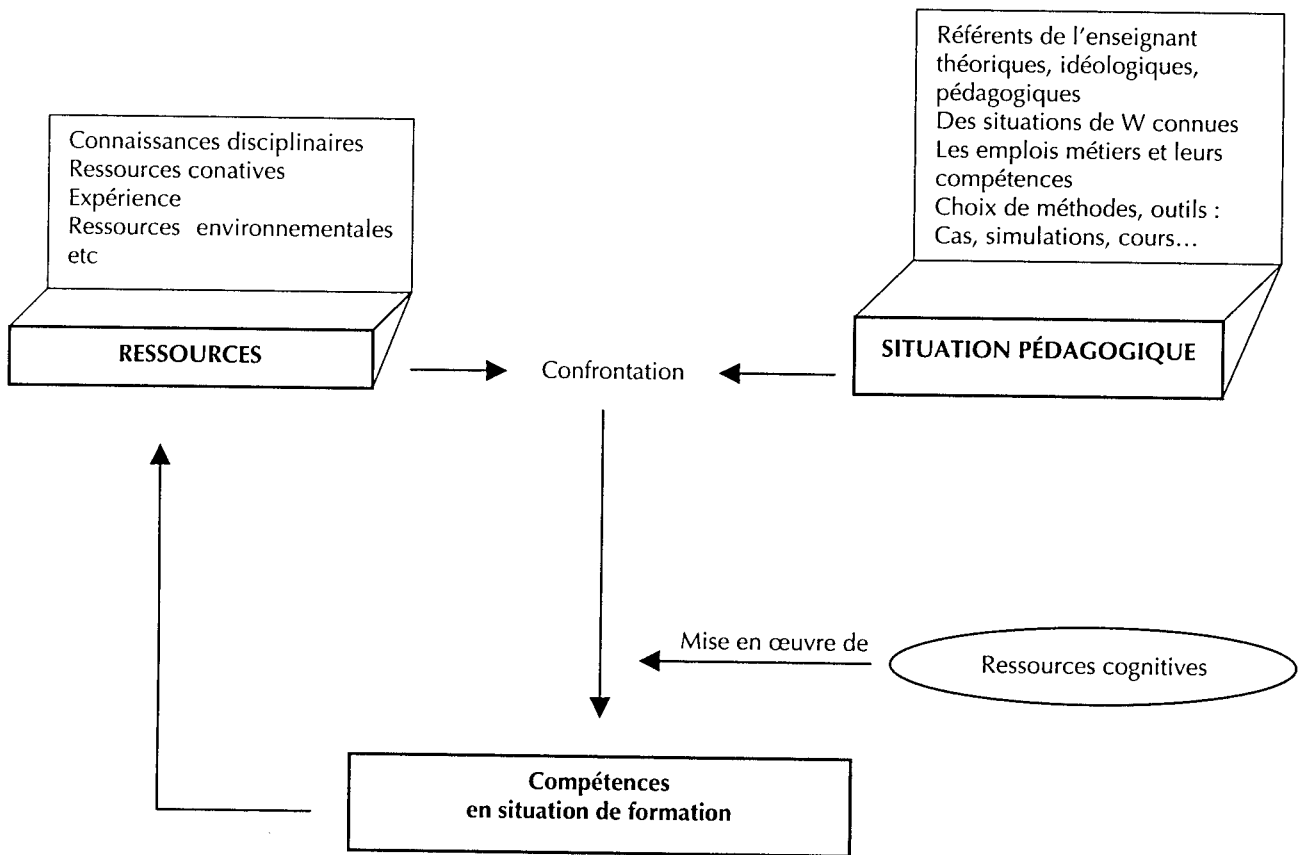 Connaissances disciplinaires
Ressources conatives
Expérience
Ressources environnementales
etc
RESSOURCES
Référents de l'enseignant
théoriques, idéologiques,
pédagogiques
Des situations de W connues
Les emplois métiers et leurs
compétences
Choix de méthodes, outils :
Cas, simulations, cours...
SITUATION PÉDAGOGIQUE
Confrontation
Mise en œuvre de
Ressources cognitives
Compétences
en situation de formation